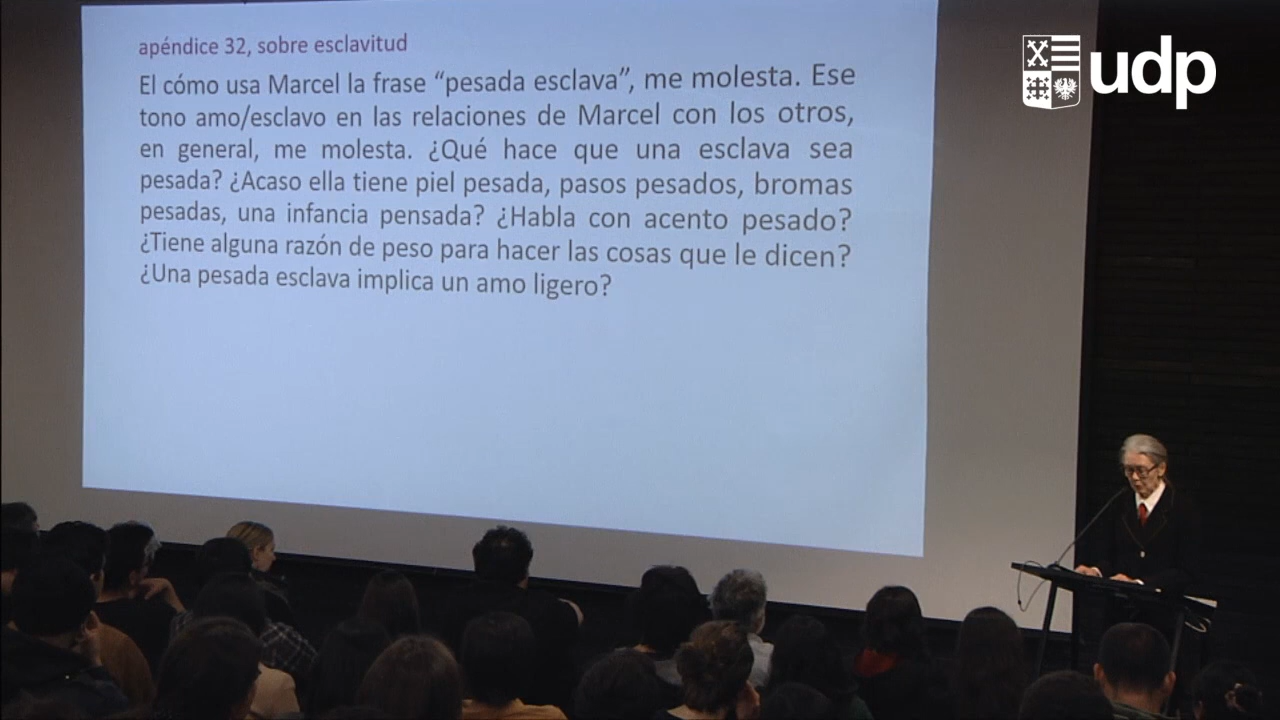 apéndice 32, sobre esclavitud
El cómo usa Marcel la frase “pesada esclava”, me molesta. Ese
tono amo/esclavo en las relaciones de Marcel con los otros,
en general, me molesta. ¿Qué hace que una esclava sea
pesada? ¿Acaso ella tiene piel pesada, pasos pesados, bromas
pesadas, una infancia pensada? ¿Habla con acento pesado?
¿Tiene alguna razón de peso para hacer las cosas que le dicen?
¿Una pesada esclava implica un amo ligero?
udp